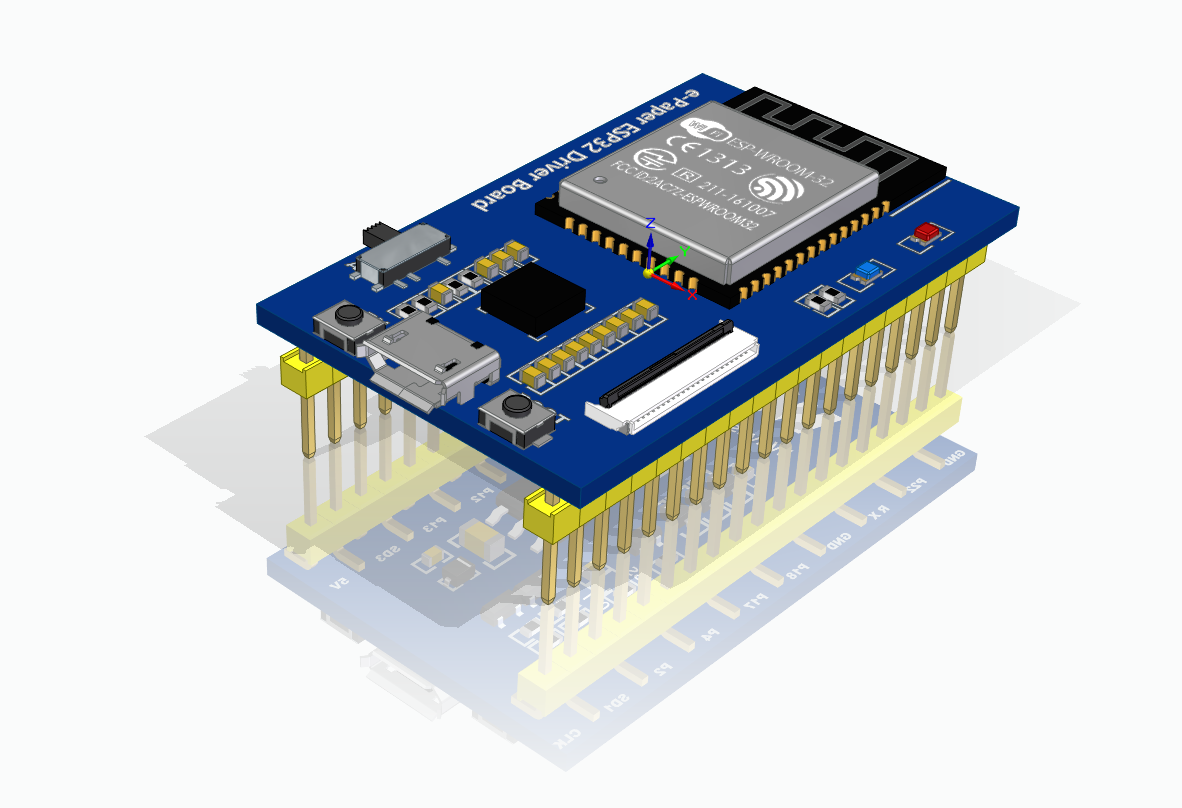 e-Paper ESP32 Driver Board
WiFi ESP-WROOM-32
CE1313
R 211-161007
FCC ID:2AC7Z-ESPWROOM32
Z
Y
X
5V
SD3
P13
P12
CLK
SD1
P2
P4
P17
P18
GND
RX
P22
GND